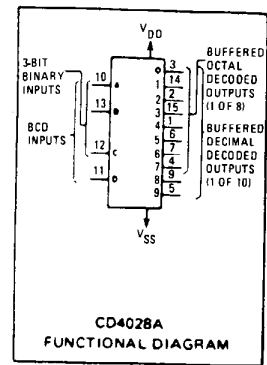 VDD
3-BIT
BINARY
INPUTS
BCD
INPUTS
10 A
13 B
12 C
11 D
0 3
1 14
2 2
3 15
4 1
5 6
6 7
7 4
8 9
9 5
BUFFERED
OCTAL
DECODED
OUTPUTS
(1 OF 8)
BUFFERED
DECIMAL
DECODED
OUTPUTS
(1 OF 10)
VSS
CD4028A
FUNCTIONAL DIAGRAM